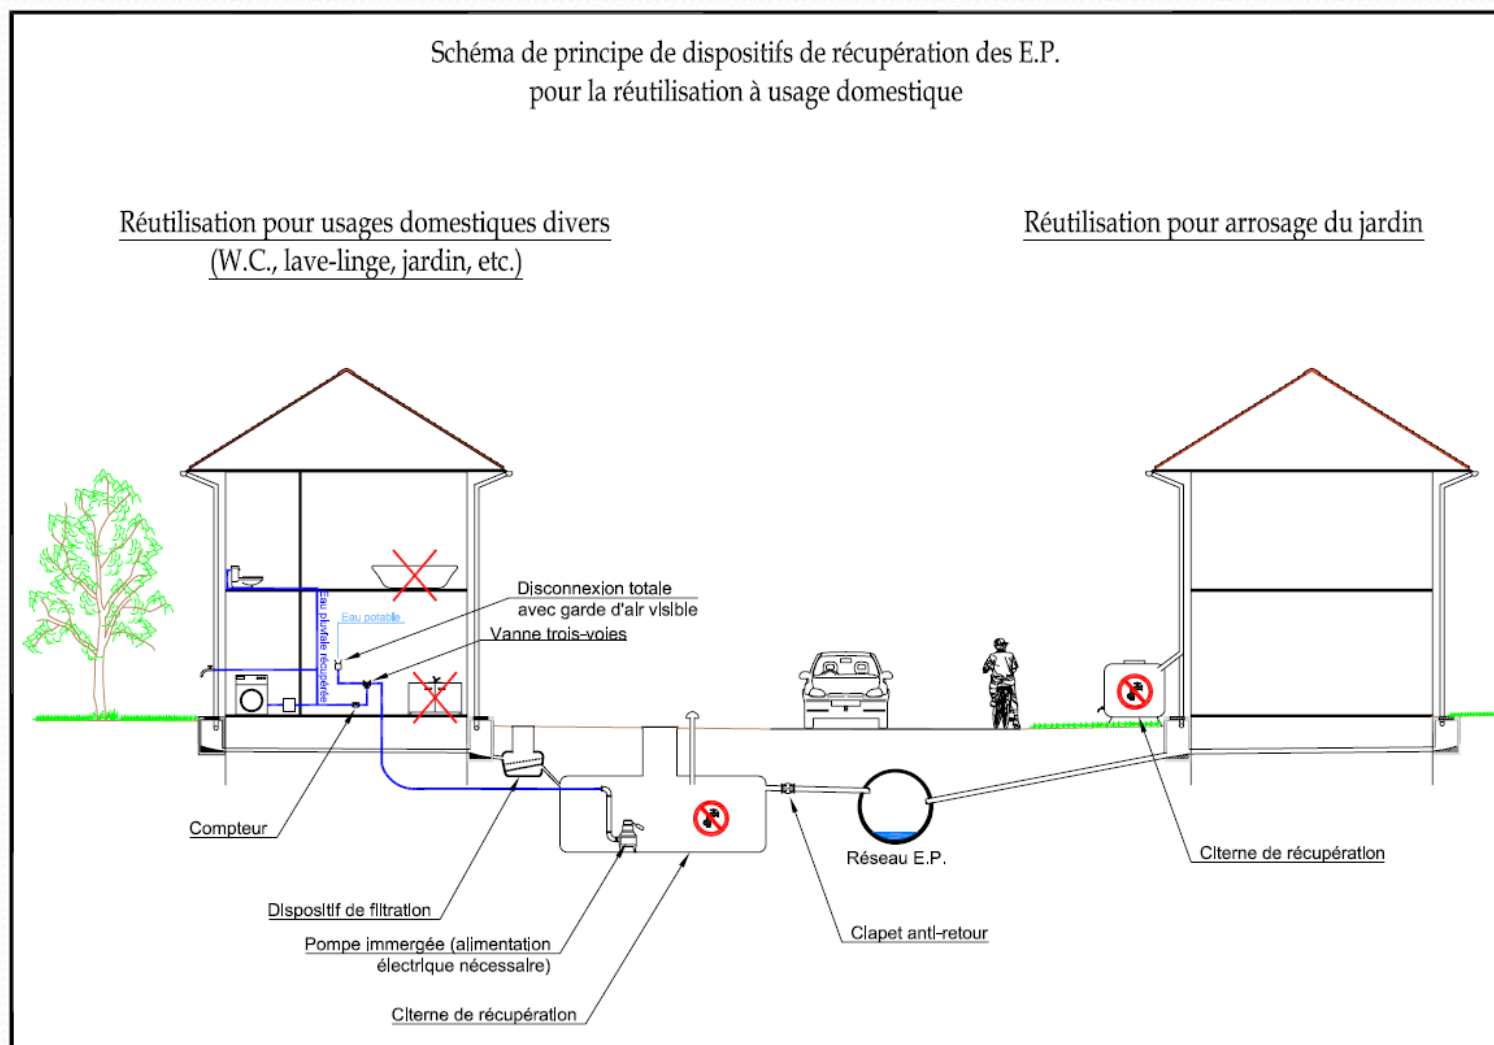 Schéma de principe de dispositifs de récupération des E.P.
pour la réutilisation à usage domestique
Réutilisation pour usages domestiques divers
(W.C., lave-linge, jardin, etc.)
Réutilisation pour arrosage du jardin
Disconnexion totale
avec garde d'air visible
Vanne trois-voies
Eau potable
Eau pluviale récupérée
Compteur
Réseau E.P.
Citerne de récupération
Dispositif de filtration
Clapet anti-retour
Pompe immergée (alimentation
électrique nécessaire)
Citerne de récupération